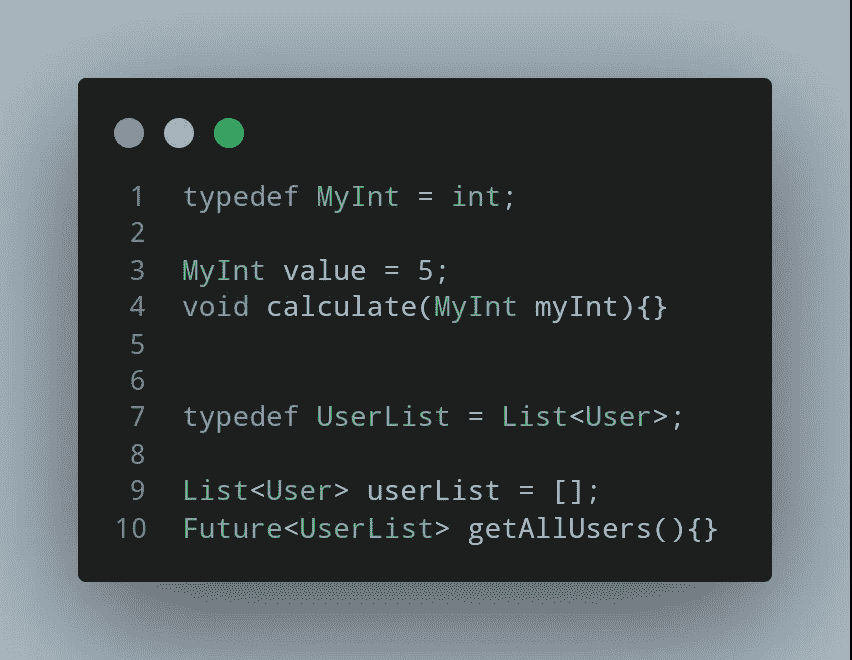 1 typedef MyInt = int;
2
3 MyInt value = 5;
4 void calculate(MyInt myInt){}
5
6
7 typedef UserList = List<User>;
8
9 List<User> userList = [];
10 Future<UserList> getAllUsers(){}